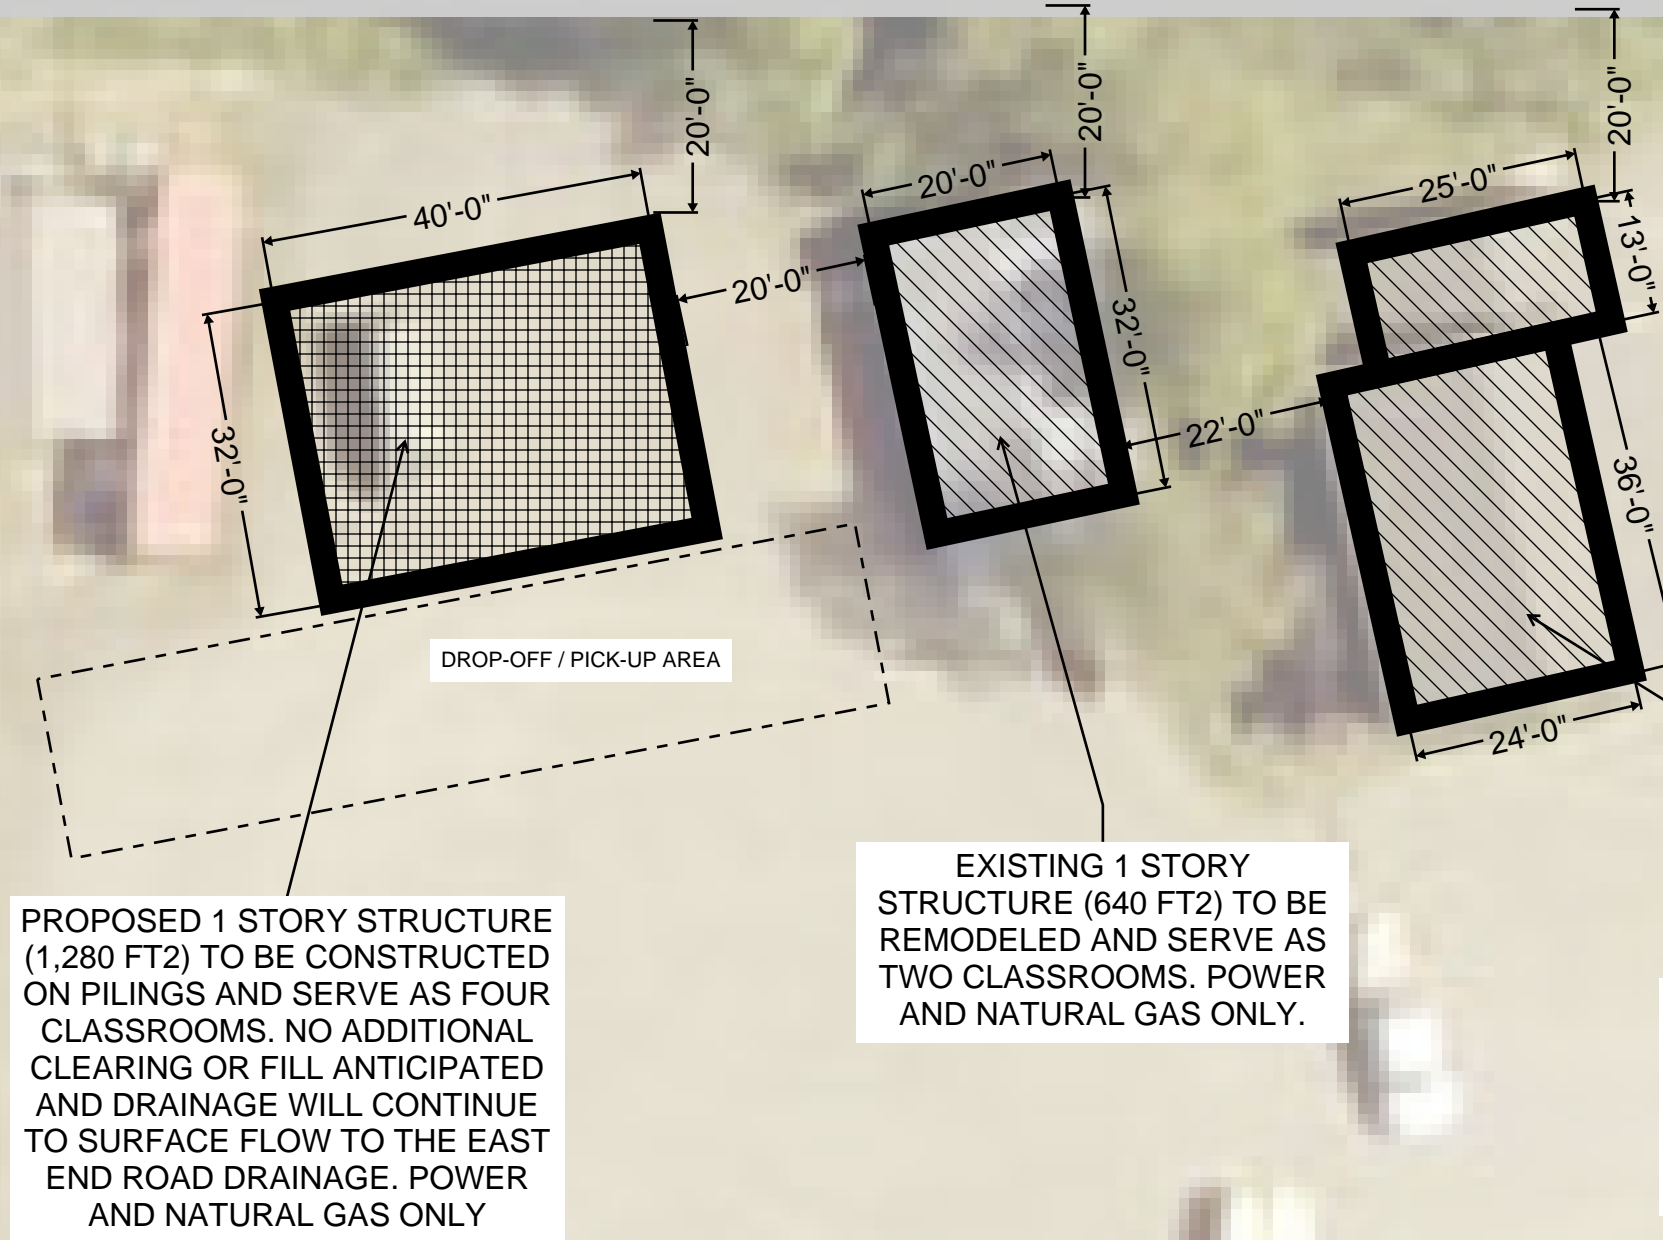 20'-0"
20'-0"
20'-0"
40'-0"
20'-0"
25'-0"
13'-0"
20'-0"
32'-0"
32'-0"
22'-0"
36'-0"
24'-0"
DROP-OFF / PICK-UP AREA
PROPOSED 1 STORY STRUCTURE
(1,280 FT2) TO BE CONSTRUCTED
ON PILINGS AND SERVE AS FOUR
CLASSROOMS. NO ADDITIONAL
CLEARING OR FILL ANTICIPATED
AND DRAINAGE WILL CONTINUE
TO SURFACE FLOW TO THE EAST
END ROAD DRAINAGE. POWER
AND NATURAL GAS ONLY
EXISTING 1 STORY
STRUCTURE (640 FT2) TO BE
REMODELED AND SERVE AS
TWO CLASSROOMS. POWER
AND NATURAL GAS ONLY.